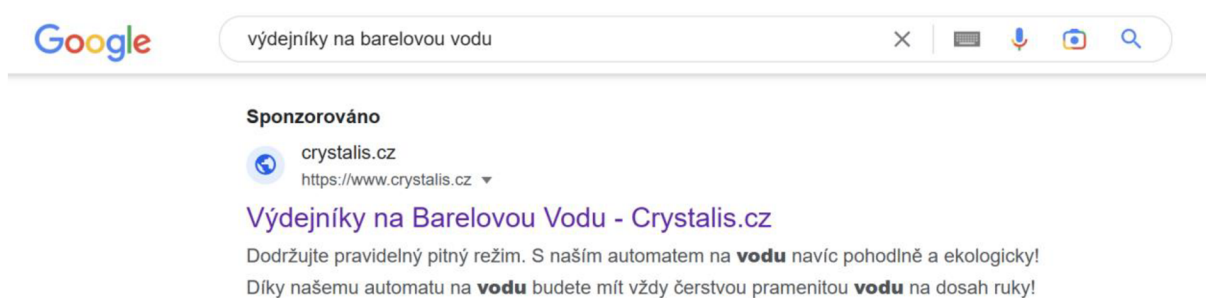 Google
výdejníky na barelovou vodu
Sponzorováno
crystalis.cz
https://www.crystalis.cz
Výdejníky na Barelovou Vodu - Crystalis.cz
Dodržujte pravidelný pitný režim. S naším automatem na vodu navíc pohodlně a ekologicky!
Díky našemu automatu na vodu budete mít vždy čerstvou pramenitou vodu na dosah ruky!